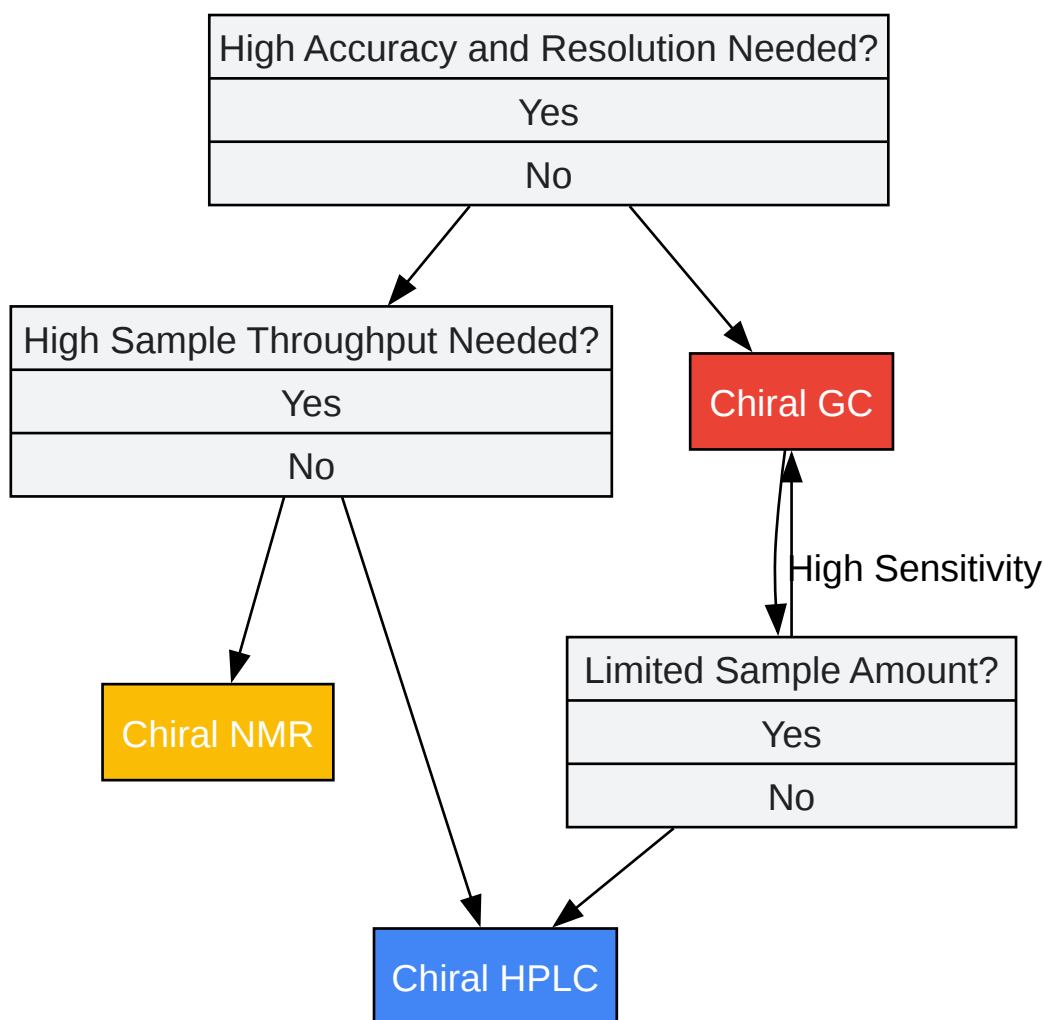 High Accuracy and Resolution Needed?
Yes
No
High Sample Throughput Needed?
Yes
No
Chiral GC
High Sensitivity
Limited Sample Amount?
Yes
No
Chiral NMR
Chiral HPLC